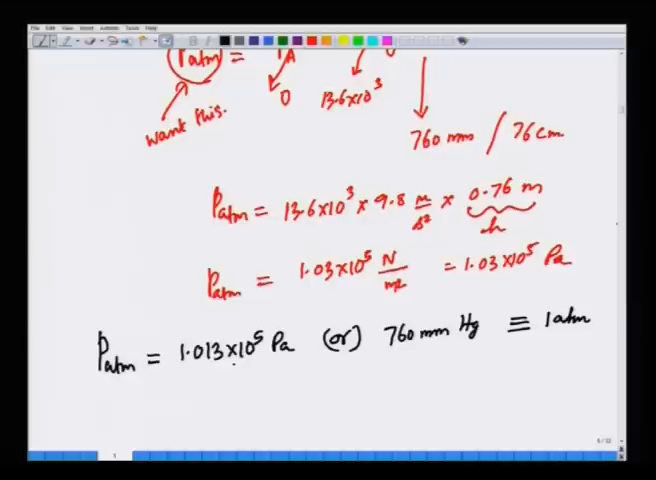 Patm = PA
want this.
0
13.6×10³
760 mm / 76 cm
Patm = 13.6×10³ × 9.8 m/s² × 0.76 m
h
Patm = 1.03×10⁵ N/m² = 1.03×10⁵ Pa
Patm = 1.013×10⁵ Pa (or) 760 mm Hg ≡ 1 atm